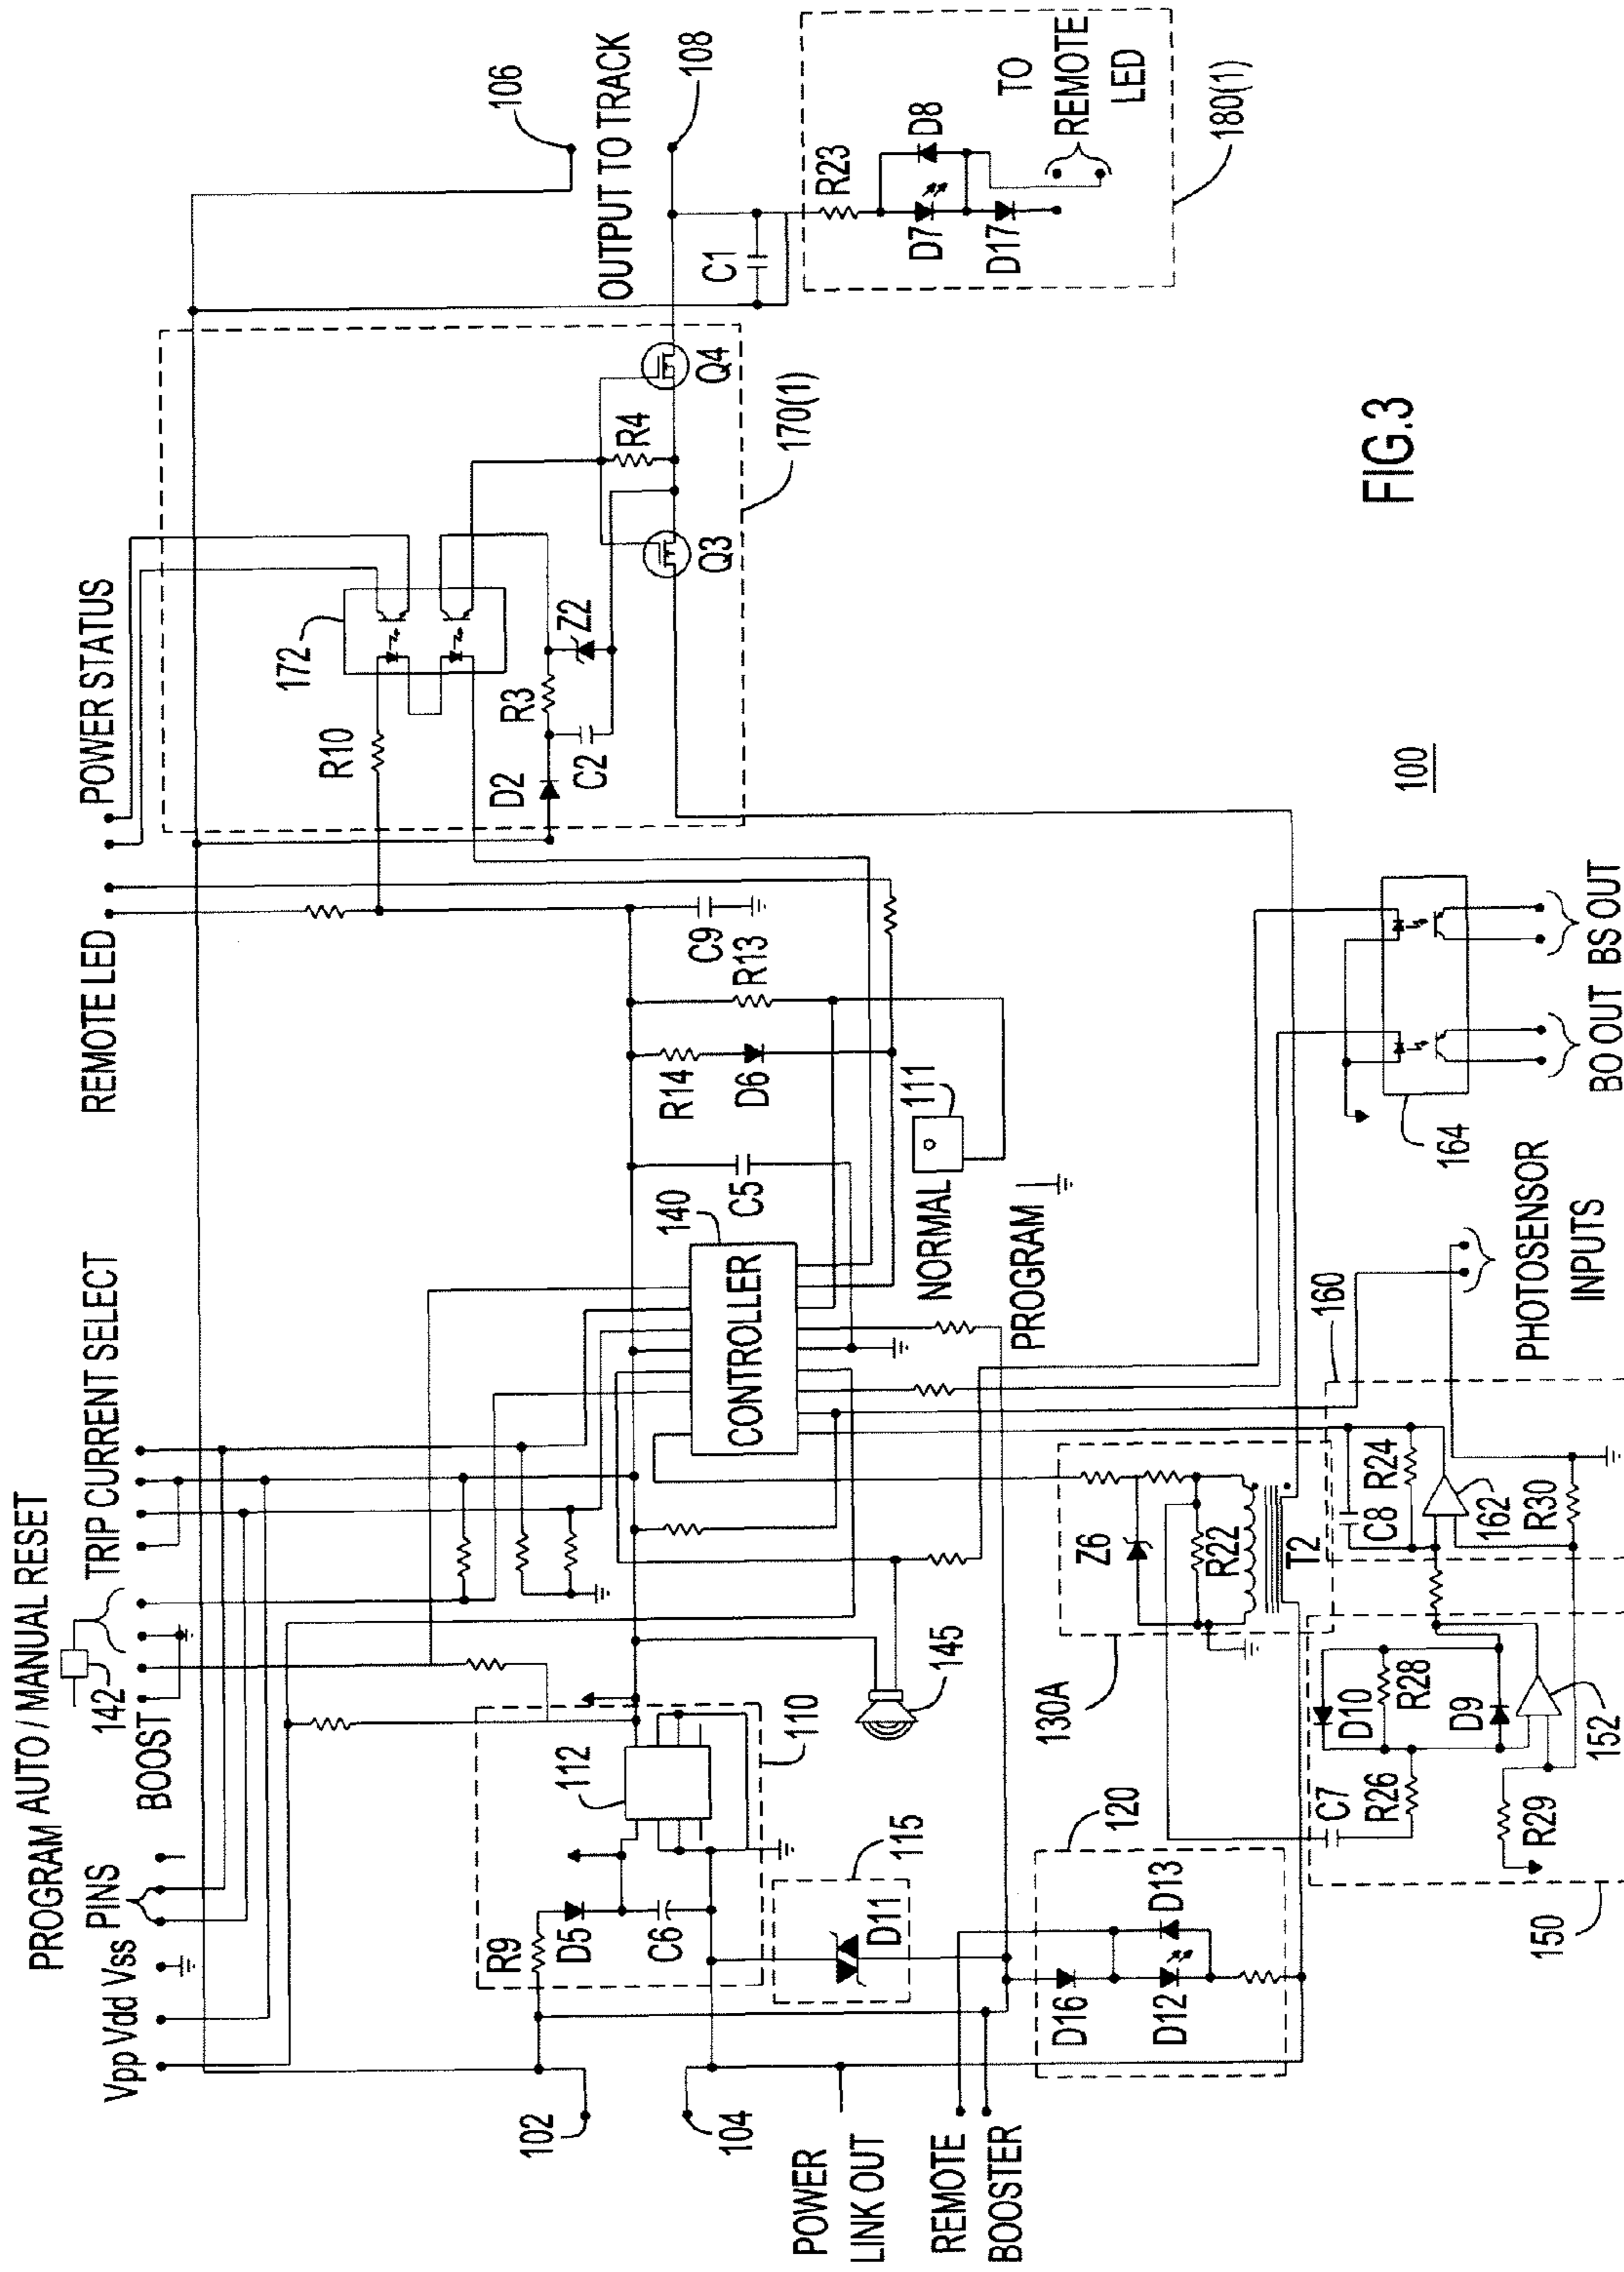 PROGRAM AUTO / MANUAL RESET
Vpp Vdd Vss
PINS
BOOST
142
TRIP CURRENT SELECT
REMOTE LED
POWER STATUS
102
104
POWER
LINK OUT
REMOTE
BOOSTER
R9
D5
C6
112
110
115
D11
120
D16
D12
D13
145
140
CONTROLLER
C5
R14
D6
R13
C9
NORMAL
111
PROGRAM
130A
Z6
R22
T2
150
C7
R26
R29
D10
R28
D9
152
160
C8
R24
162
R30
PHOTOSENSOR
INPUTS
164
BO OUT
BS OUT
R10
172
D2
R3
C2
Z2
Q3
R4
Q4
170(1)
106
OUTPUT TO TRACK
108
C1
R23
D7
D8
D17
TO
REMOTE
LED
180(1)
100
FIG.3